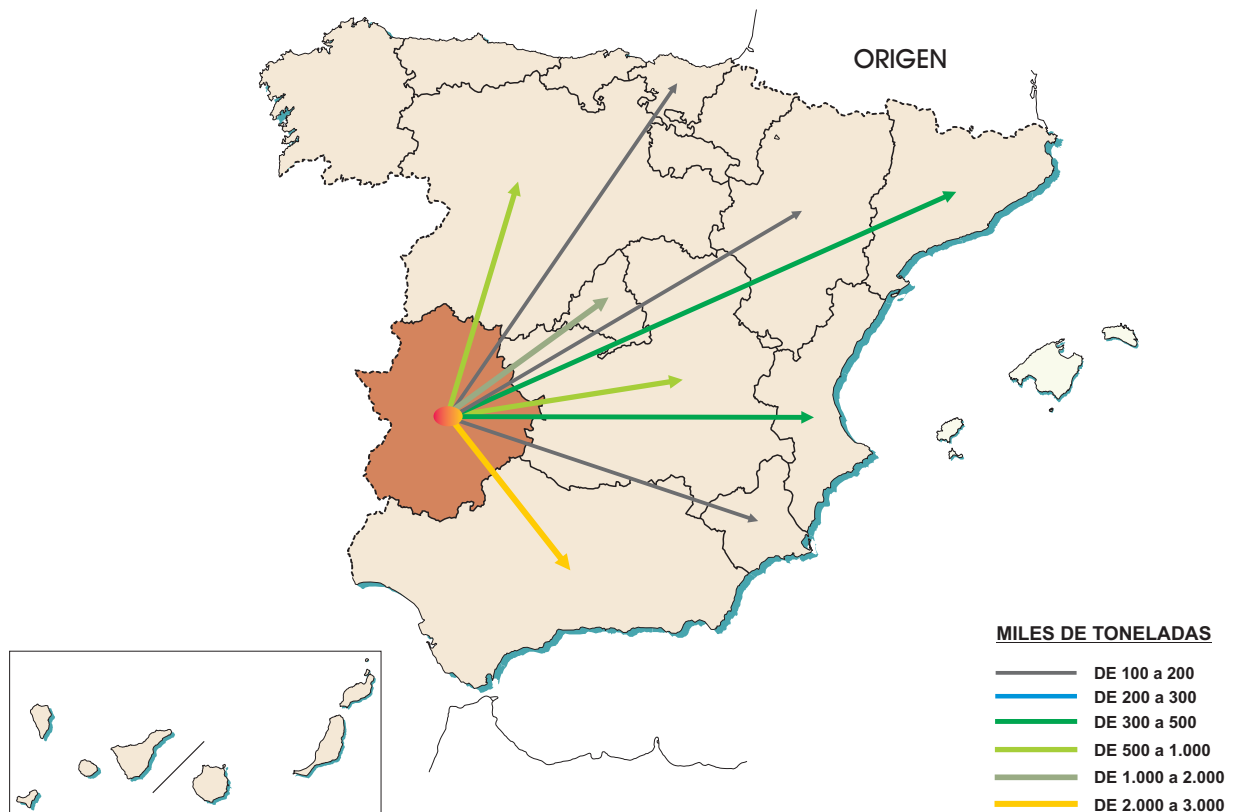 ORIGEN
MILES DE TONELADAS
DE 100 a 200
DE 200 a 300
DE 300 a 500
DE 500 a 1.000
DE 1.000 a 2.000
DE 2.000 a 3.000